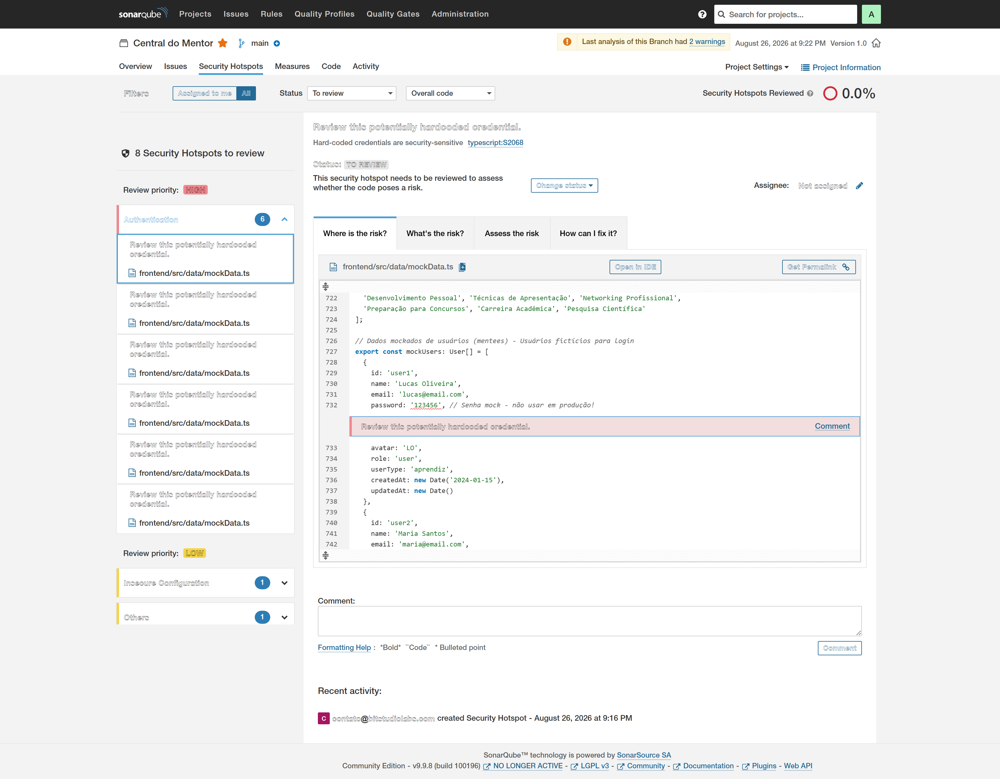 sonarqube Projects Issues Rules Quality Profiles Quality Gates Administration ? Search for projects... A
Central do Mentor main Last analysis of this Branch had 2 warnings August 26, 2026 at 9:22 PM Version 1.0
Overview Issues Security Hotspots Measures Code Activity Project Settings Project Information
Filters Assigned to me All Status To review Overall code Security Hotspots Reviewed ? 0.0%
8 Security Hotspots to review
Review priority: HIGH
Authentication 6
Review this potentially hardcoded
credential.
frontend/src/data/mockData.ts
Review this potentially hardcoded
credential.
frontend/src/data/mockData.ts
Review this potentially hardcoded
credential.
frontend/src/data/mockData.ts
Review this potentially hardcoded
credential.
frontend/src/data/mockData.ts
Review this potentially hardcoded
credential.
frontend/src/data/mockData.ts
Review this potentially hardcoded
credential.
frontend/src/data/mockData.ts
Review priority: LOW
Insecure Configuration 1
Others 1
Review this potentially hardcoded credential.
Hard-coded credentials are security-sensitive typescript:S2068
Status: TO REVIEW
This security hotspot needs to be reviewed to assess
whether the code poses a risk.
Change status
Assignee: Not assigned
Where is the risk? What's the risk? Assess the risk How can I fix it?
frontend/src/data/mockData.ts Open in IDE Get Permalink
722 'Desenvolvimento Pessoal', 'Técnicas de Apresentação', 'Networking Profissional',
723 'Preparação para Concursos', 'Carreira Acadêmica', 'Pesquisa Científica'
724 ];
725
726 // Dados mockados de usuários (mentees) - Usuários fictícios para login
727 export const mockUsers: User[] = [
728 {
729 id: 'user1',
730 name: 'Lucas Oliveira',
731 email: 'lucas@email.com',
732 password: '123456', // Senha mock - não usar em produção!
Review this potentially hardcoded credential. Comment
733 avatar: 'LO',
734 role: 'user',
735 userType: 'aprendiz',
736 createdAt: new Date('2024-01-15'),
737 updatedAt: new Date()
738 },
739 {
740 id: 'user2',
741 name: 'Maria Santos',
742 email: 'maria@email.com',
Comment:
Formatting Help : *Bold* ``Code`` * Bulleted point
Comment
Recent activity:
C contato@bitstudiolabs.com created Security Hotspot - August 26, 2026 at 9:16 PM
SonarQube™ technology is powered by SonarSource SA
Community Edition - v9.9.8 (build 100196) NO LONGER ACTIVE - LGPL v3 - Community - Documentation - Plugins - Web API